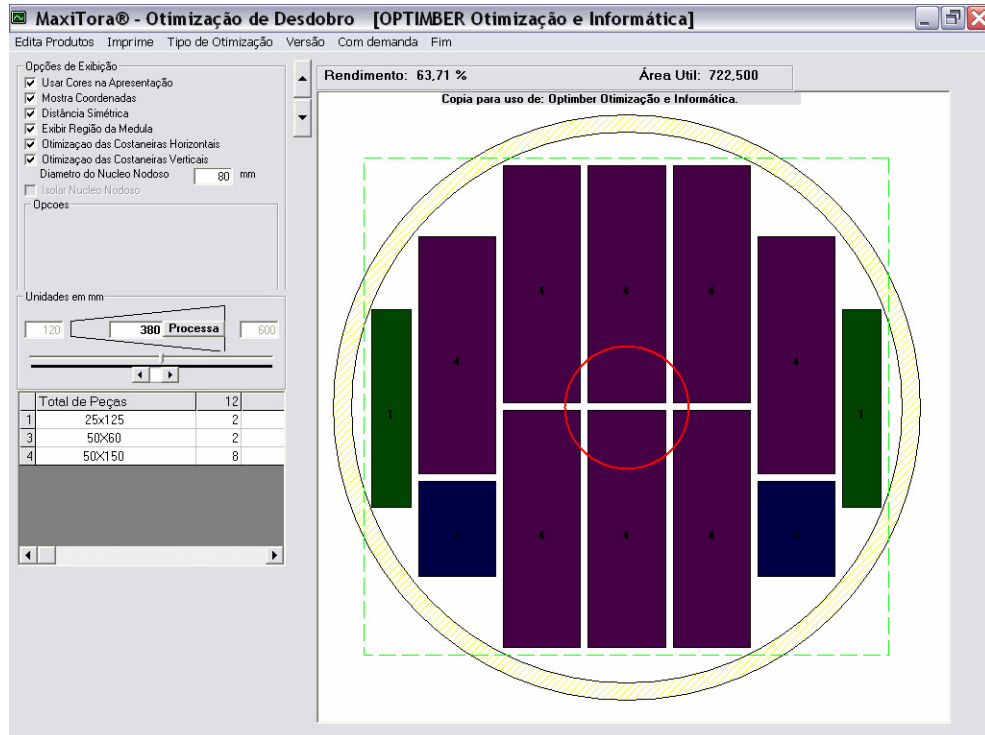 MaxiTora® - Otimização de Desdobro [OPTIMBER Otimização e Informática]
Edita Produtos Imprime Tipo de Otimização Versão Com demanda Fim
Opções de Exibição
Usar Cores na Apresentação
Mostra Coordenadas
Distância Simétrica
Exibir Região da Medula
Otimizaçao das Costaneiras Horizontais
Otimizaçao das Costaneiras Verticais
Diametro do Nucleo Nodoso 80 mm
Isolar Nucleo Nodoso
Opcoes
Unidades em mm
120 380 Processa 600
Total de Peças 12
1 25x125 2
3 50X60 2
4 50X150 8
Rendimento: 63,71 % Área Util: 722,500
Copia para uso de: Optimber Otimização e Informática.
4 4 4
4 4
1 1
3 4 4 4 3